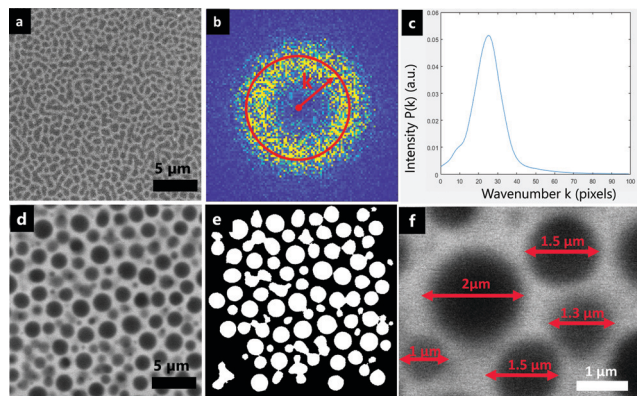 a
5 μm
b
k
c
Intensity P(k) (a.u.)
0.06
0.05
0.04
0.03
0.02
0.01
0
0 10 20 30 40 50 60 70 80 90 100
Wavenumber k (pixels)
d
5 μm
e
f
1.5 μm
2μm
1.3 μm
1 μm
1.5 μm
1 μm